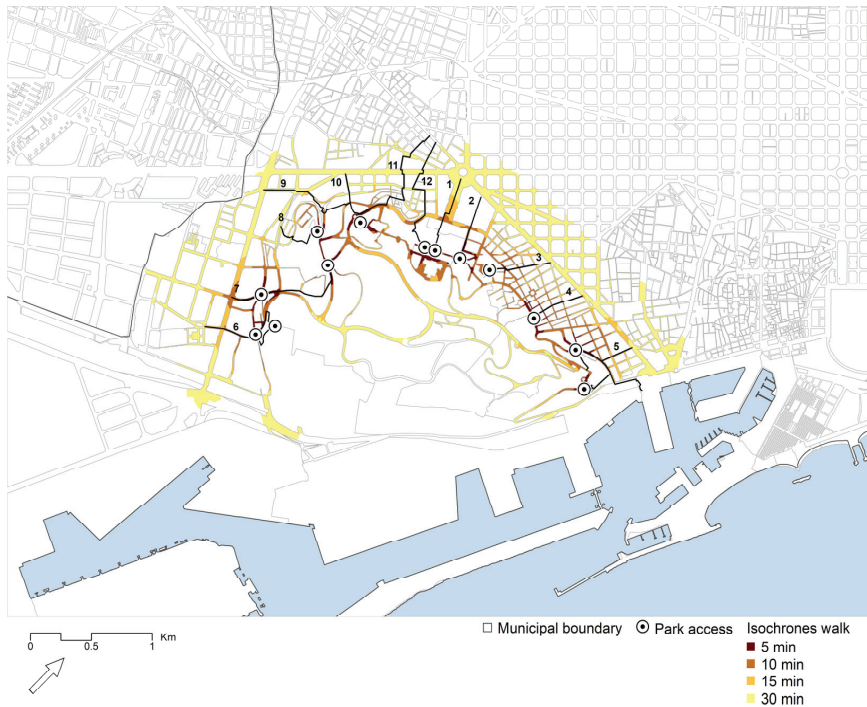 11
10
12
1
9
2
8
3
7
4
6
5
Municipal boundary
Park access
Isochrones walk
5 min
10 min
15 min
30 min
Km
0 0.5 1